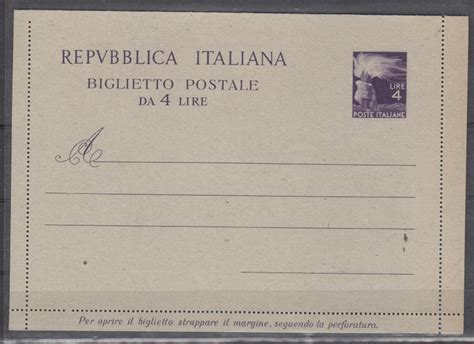 REPVBBLICA ITALIANA
BIGLIETTO POSTALE
DA 4 LIRE
LIRE
4
POSTE ITALIANE
A
Per aprire il biglietto strappare il margine, seguendo la perforatura.